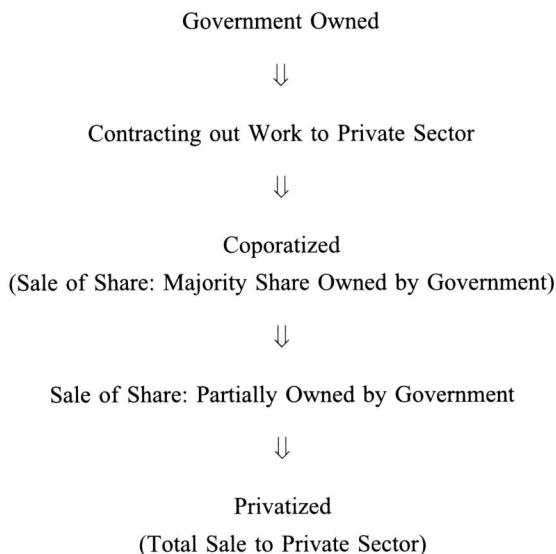 Government Owned
⇓
Contracting out Work to Private Sector
⇓
Coporatized
(Sale of Share: Majority Share Owned by Government)
⇓
Sale of Share: Partially Owned by Government
⇓
Privatized
(Total Sale to Private Sector)